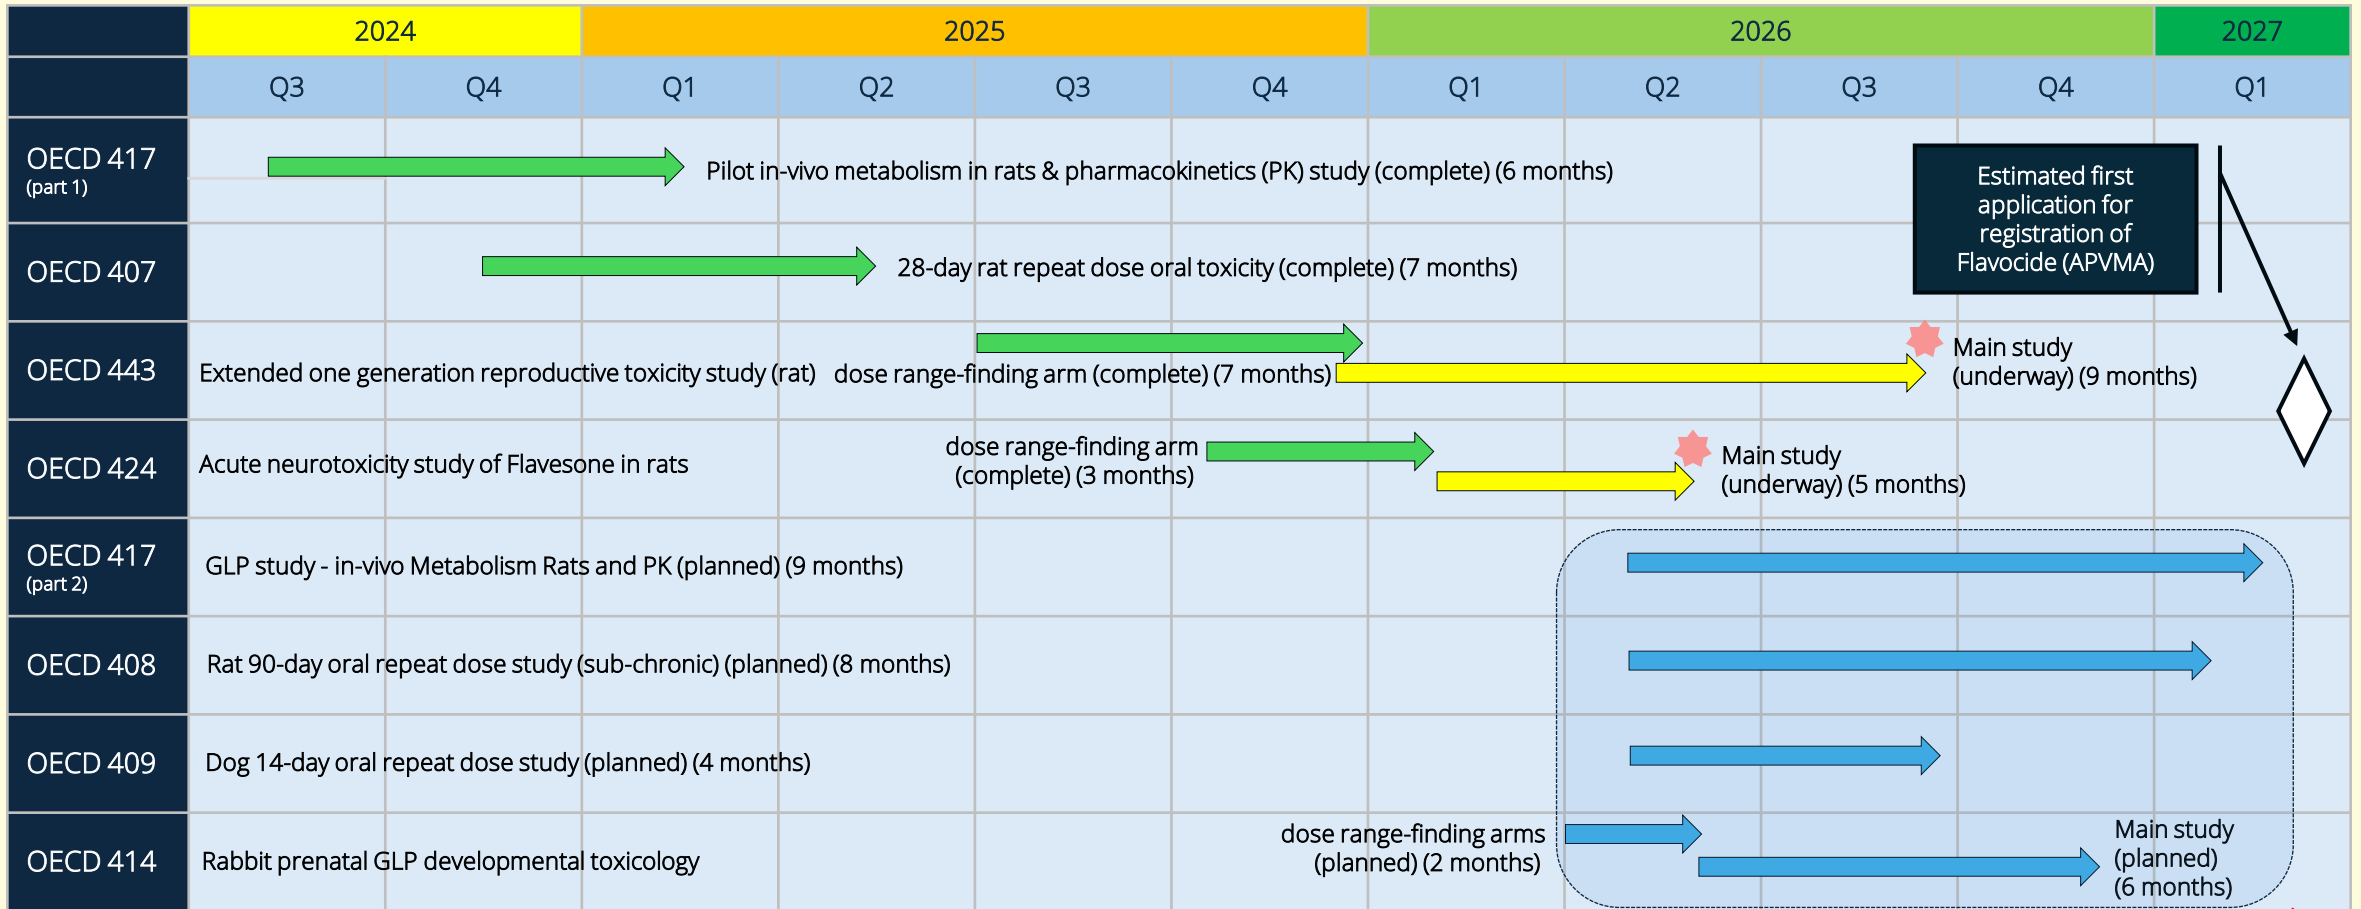 2024
2025
2026
2027
Q3
Q4
Q1
Q2
Q3
Q4
Q1
Q2
Q3
Q4
Q1
OECD 417
(part 1)
Pilot in-vivo metabolism in rats & pharmacokinetics (PK) study (complete) (6 months)
Estimated first
application for
registration of
Flavocide (APVMA)
OECD 407
28-day rat repeat dose oral toxicity (complete) (7 months)
OECD 443
Extended one generation reproductive toxicity study (rat)
dose range-finding arm (complete) (7 months)
Main study
(underway) (9 months)
OECD 424
Acute neurotoxicity study of Flavesone in rats
dose range-finding arm
(complete) (3 months)
Main study
(underway) (5 months)
OECD 417
(part 2)
GLP study - in-vivo Metabolism Rats and PK (planned) (9 months)
OECD 408
Rat 90-day oral repeat dose study (sub-chronic) (planned) (8 months)
OECD 409
Dog 14-day oral repeat dose study (planned) (4 months)
OECD 414
Rabbit prenatal GLP developmental toxicology
dose range-finding arms
(planned) (2 months)
Main study
(planned)
(6 months)